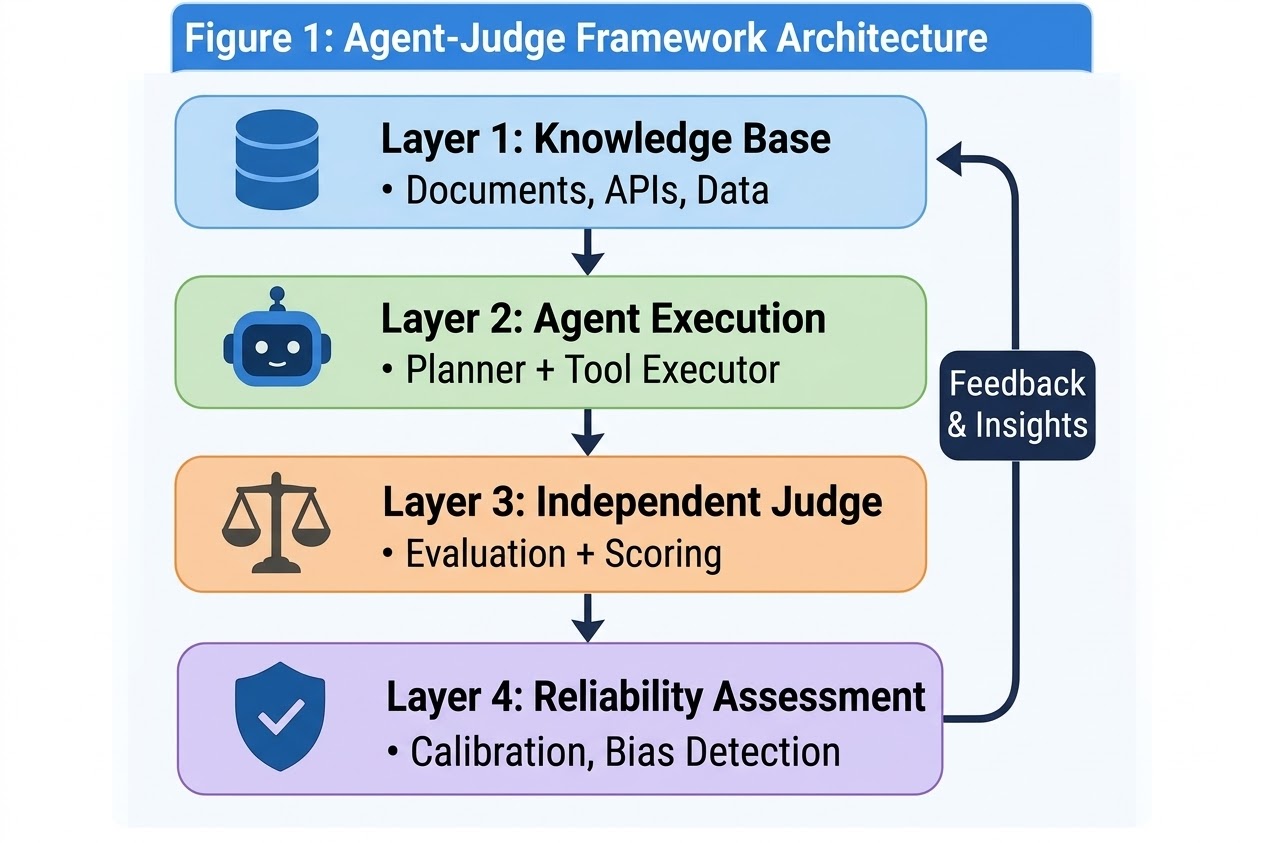 Figure 1: Agent-Judge Framework Architecture
Layer 1: Knowledge Base
• Documents, APIs, Data
Layer 2: Agent Execution
• Planner + Tool Executor
Feedback
& Insights
Layer 3: Independent Judge
• Evaluation + Scoring
Layer 4: Reliability Assessment
• Calibration, Bias Detection